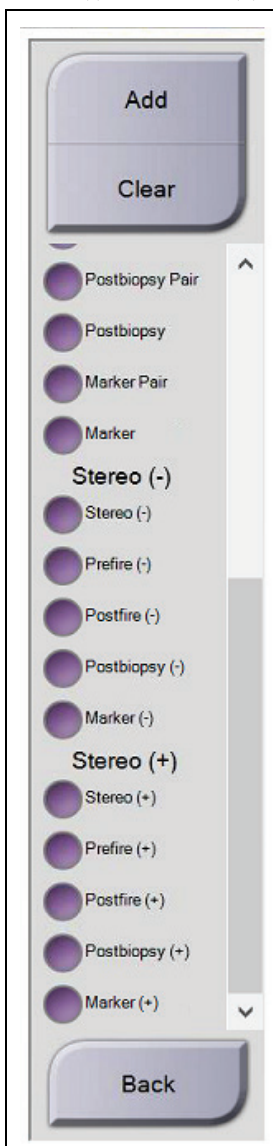 Add
Clear
Postbiopsy Pair
Postbiopsy
Marker Pair
Marker
Stereo (-)
Stereo (-)
Prefire (-)
Postfire (-)
Postbiopsy (-)
Marker (-)
Stereo (+)
Stereo (+)
Prefire (+)
Postfire (+)
Postbiopsy (+)
Marker (+)
Back